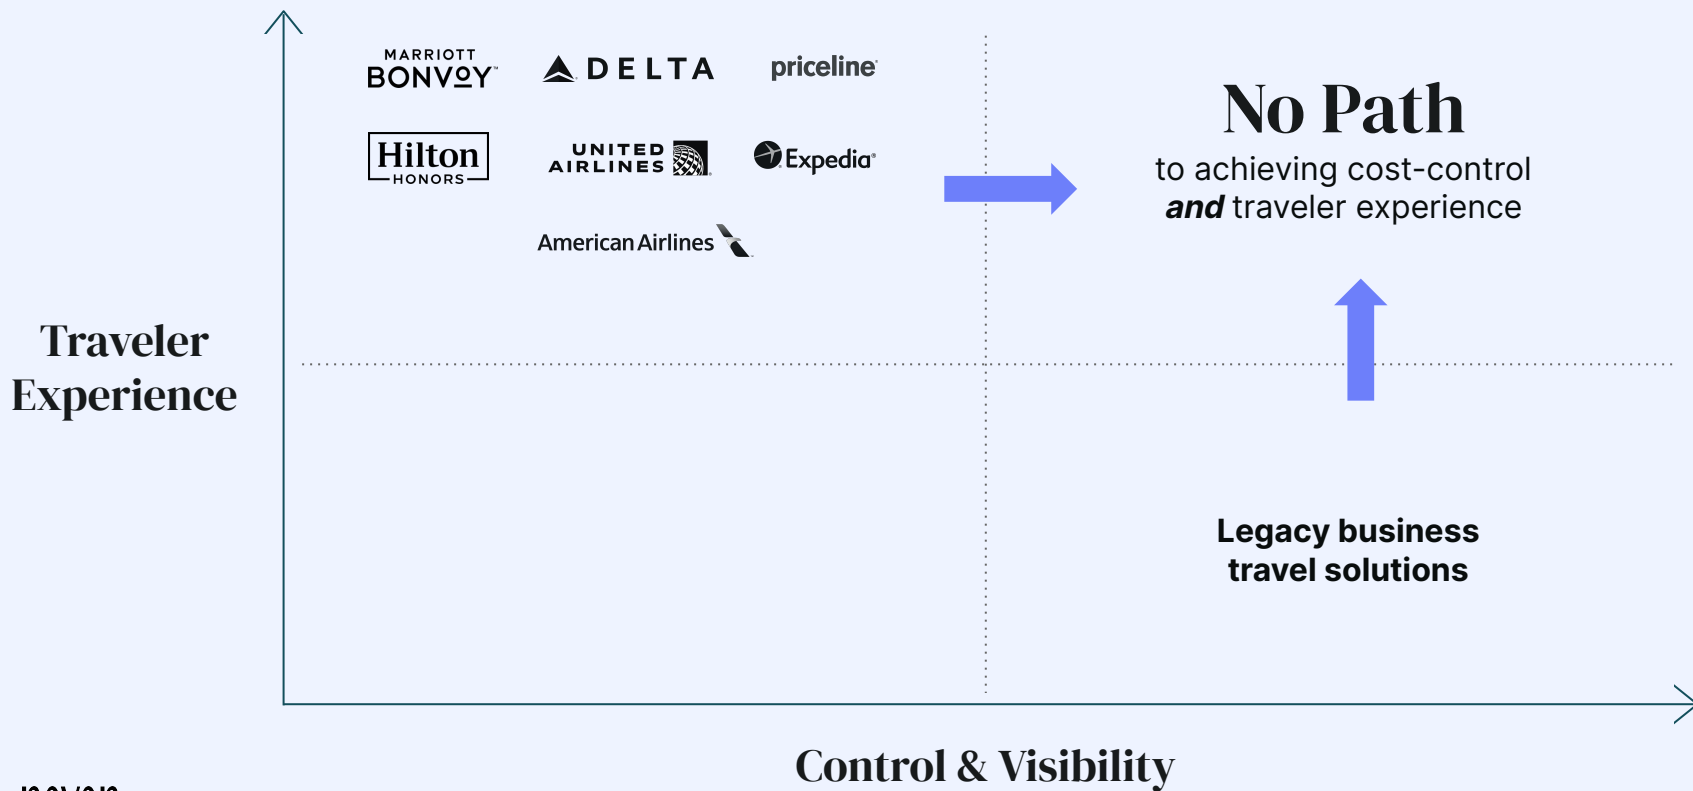 MARRIOTT
BONVOY™
DELTA
priceline®
No Path
Hilton
HONORS
UNITED
AIRLINES
Expedia®
to achieving cost-control
and traveler experience
American Airlines
Traveler
Experience
Legacy business
travel solutions
Control & Visibility